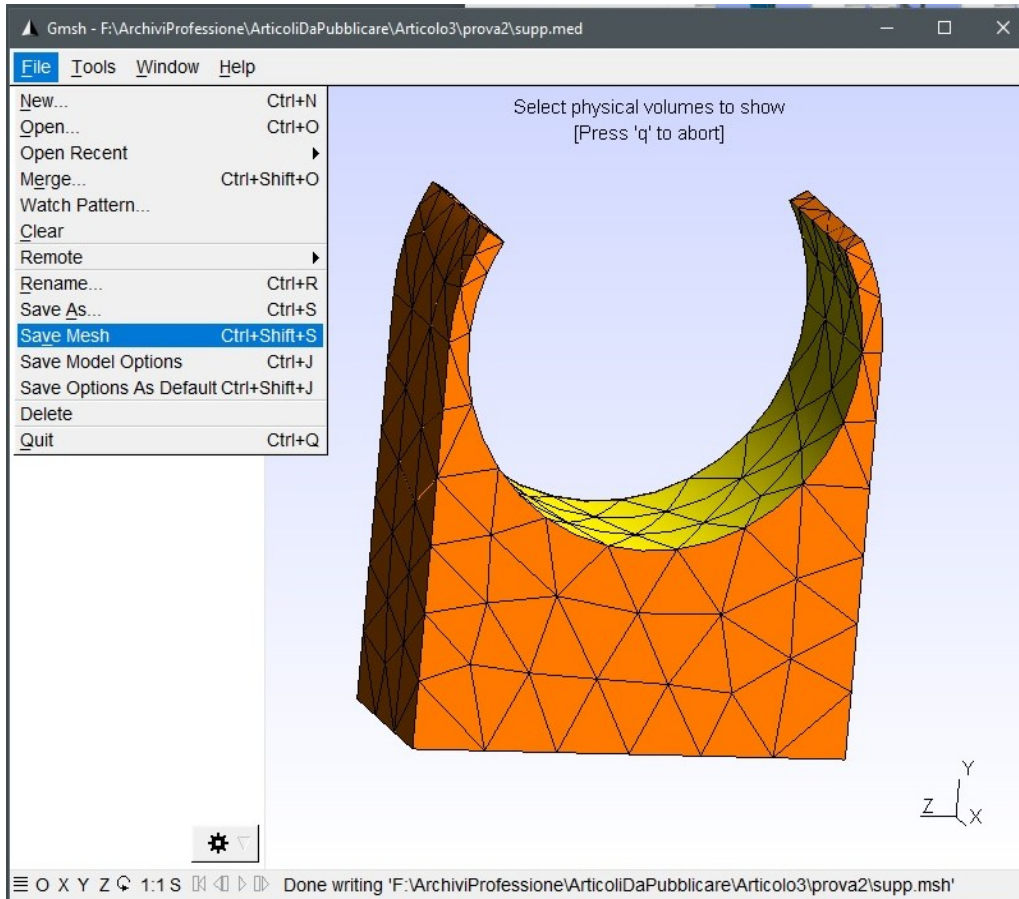 Gmsh - F:\ArchiviProfessione\ArticoliDaPubblicare\Articolo3\prova2\supp.med
File Tools Window Help
New... Ctrl+N
Open... Ctrl+O
Open Recent
Merge... Ctrl+Shift+O
Watch Pattern...
Clear
Remote
Rename... Ctrl+R
Save As... Ctrl+S
Save Mesh Ctrl+Shift+S
Save Model Options Ctrl+J
Save Options As Default Ctrl+Shift+J
Delete
Quit Ctrl+Q
Select physical volumes to show
[Press 'q' to abort]
Y
Z
X
O X Y Z 1:1 S Done writing 'F:\ArchiviProfessione\ArticoliDaPubblicare\Articolo3\prova2\supp.msh'